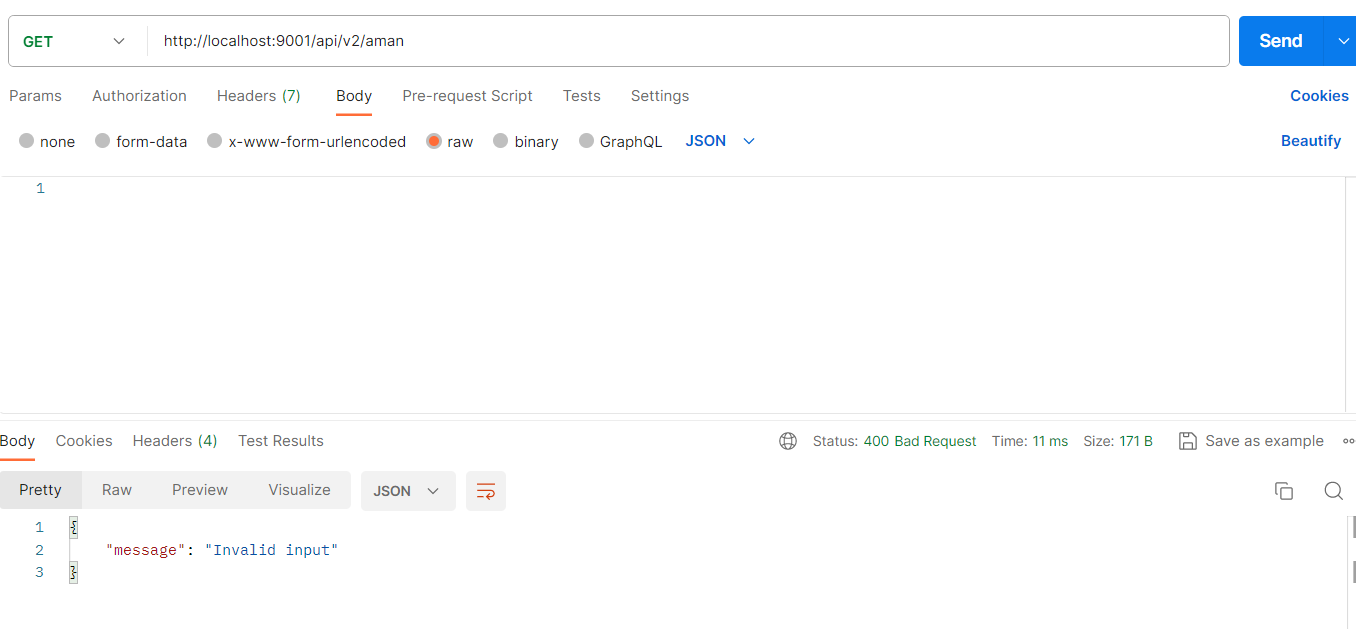 GET http://localhost:9001/api/v2/aman Send
Params Authorization Headers (7) Body Pre-request Script Tests Settings Cookies
none form-data x-www-form-urlencoded raw binary GraphQL JSON Beautify
1
Body Cookies Headers (4) Test Results Status: 400 Bad Request Time: 11 ms Size: 171 B Save as example
Pretty Raw Preview Visualize JSON
1 {
2 "message": "Invalid input"
3 }